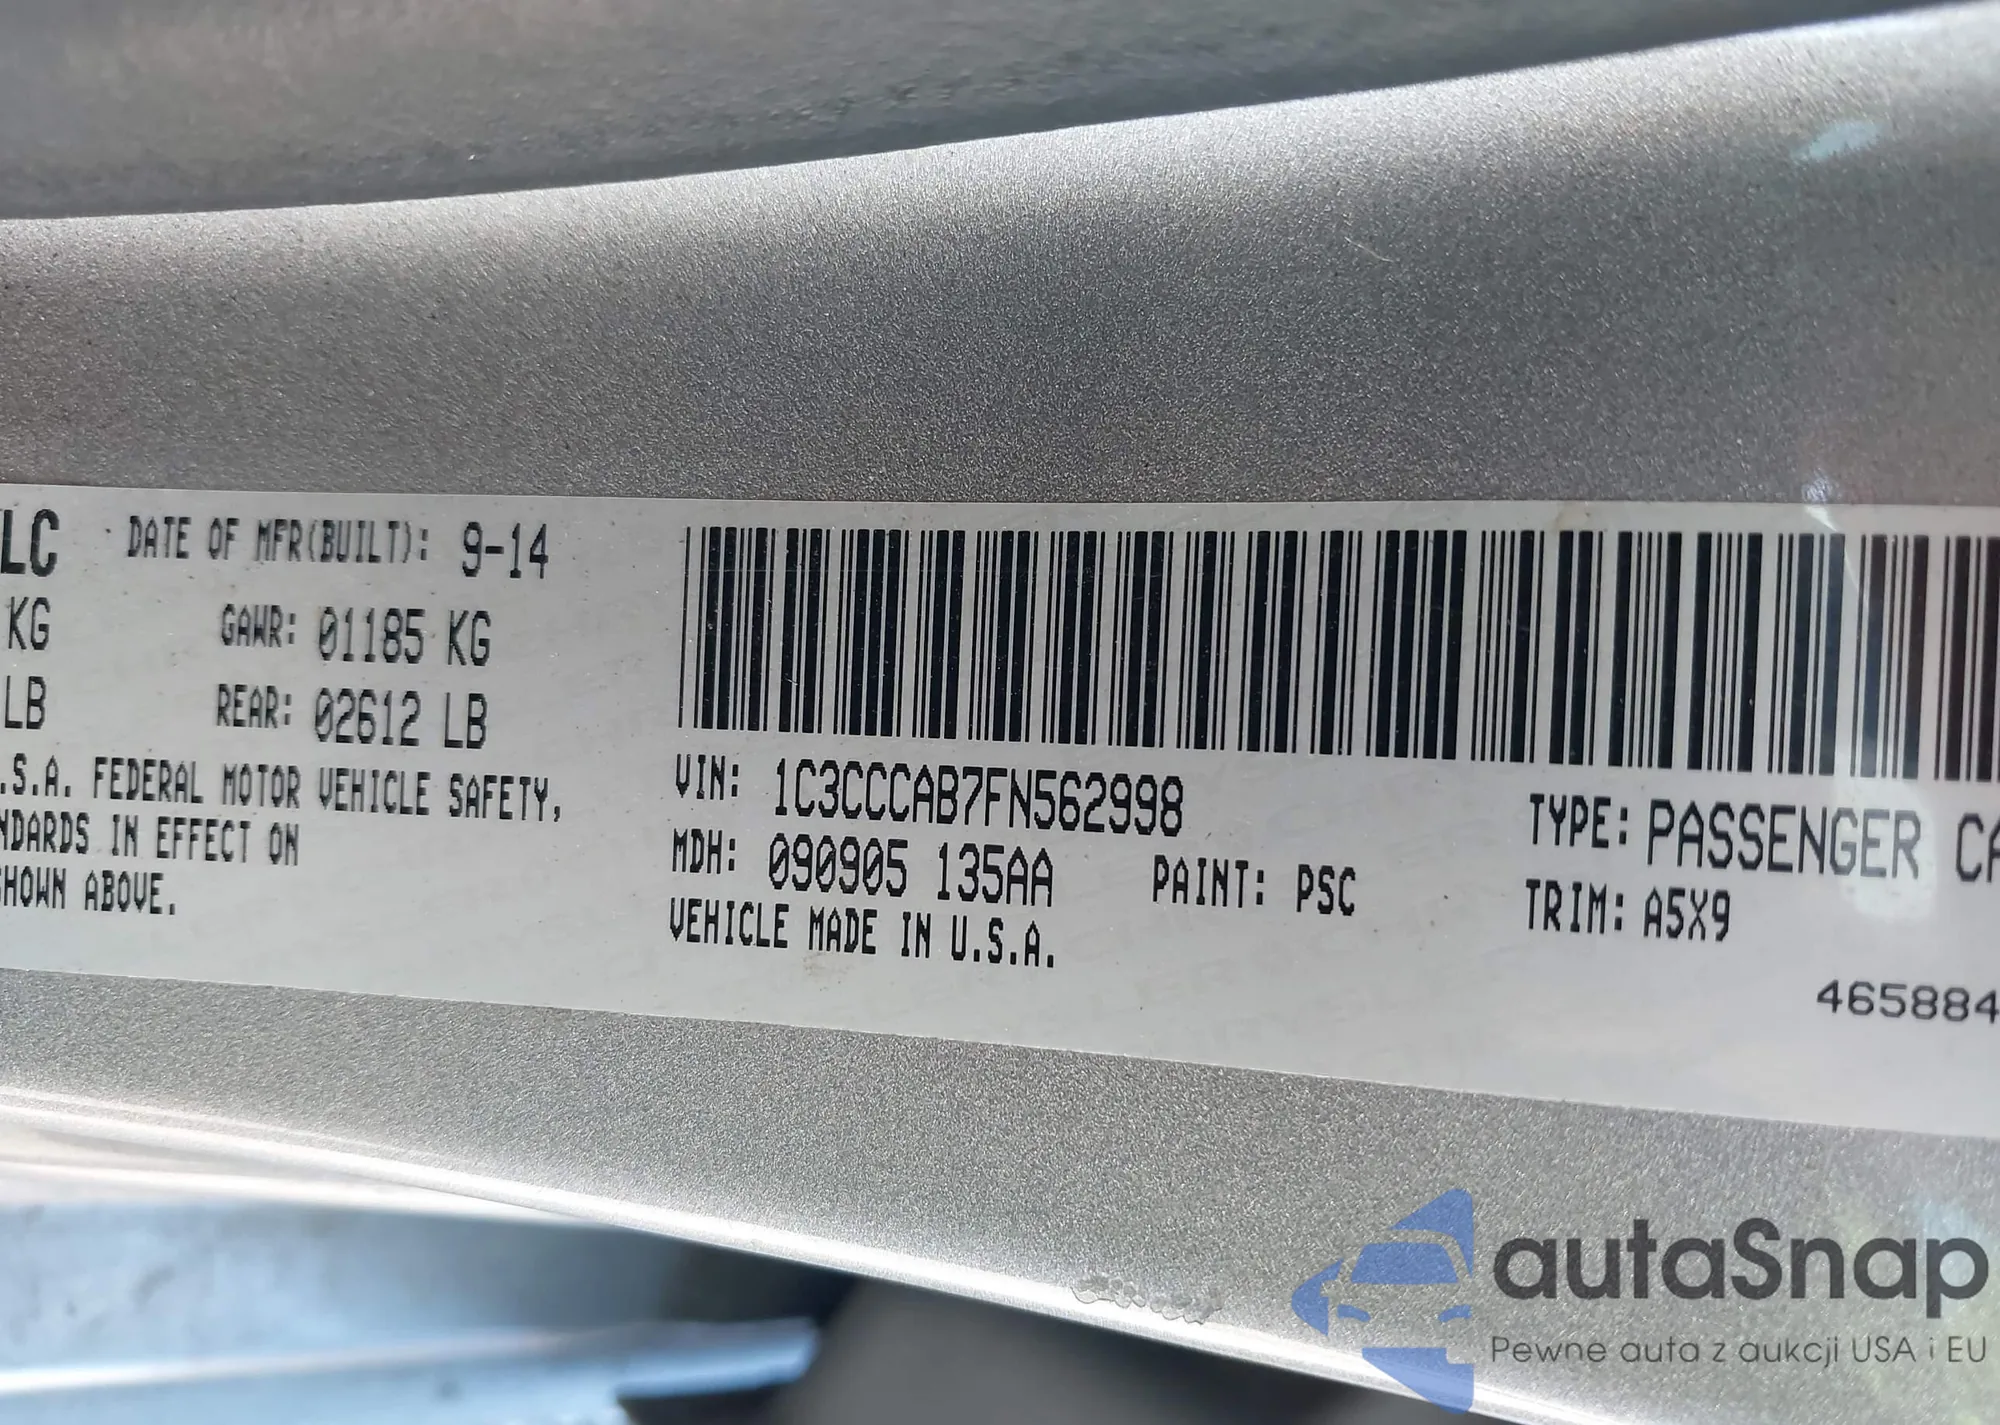 LC DATE OF MFR(BUILT): 9-14
KG GAWR: 01185 KG
LB REAR: 02612 LB
.S.A. FEDERAL MOTOR VEHICLE SAFETY,
NDARDS IN EFFECT ON
SHOWN ABOVE.
VIN: 1C3CCCAB7FN562998
MDH: 090905 135AA PAINT: PSC
VEHICLE MADE IN U.S.A.
TYPE: PASSENGER CA
TRIM: A5X9
465884
autaSnap
Pewne auta z aukcji USA i EU